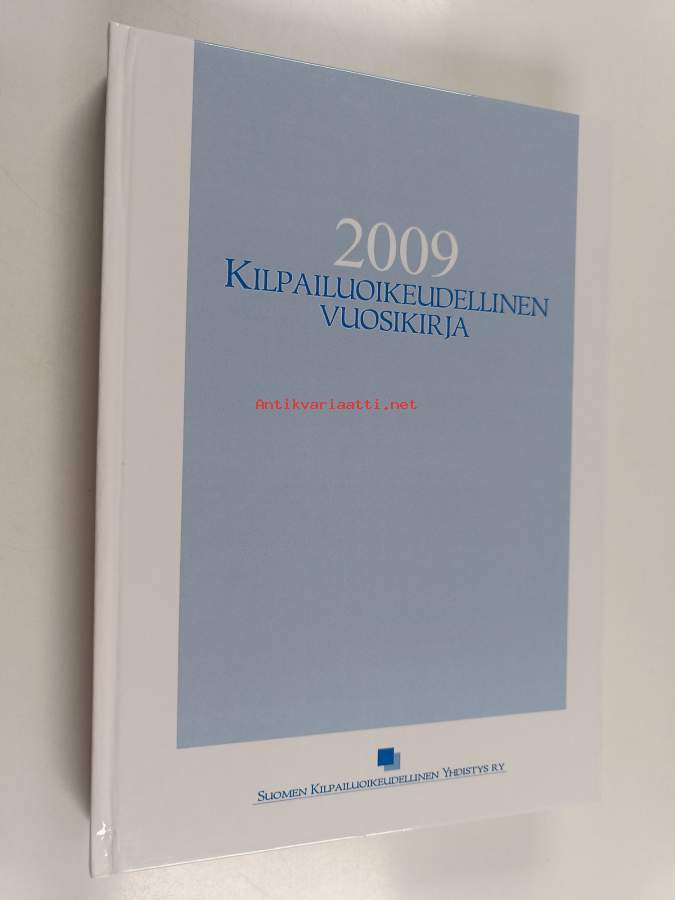 2009
KILPAILUOIKEUDELLINEN
VUOSIKIRJA
Antikvariaatti.net
SUOMEN KILPAILUOIKEUDELLINEN YHDISTYS RY